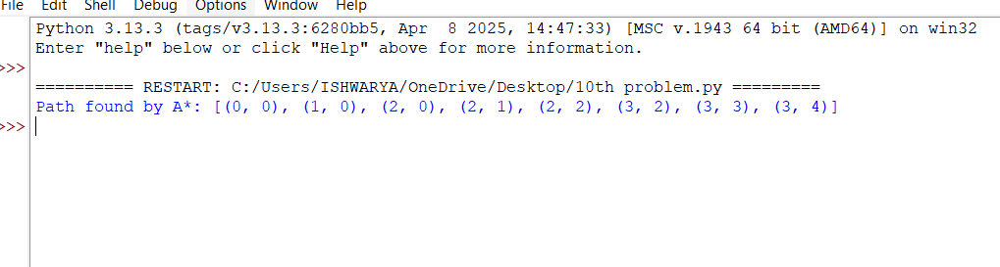 File Edit Shell Debug Options Window Help
Python 3.13.3 (tags/v3.13.3:6280bb5, Apr  8 2025, 14:47:33) [MSC v.1943 64 bit (AMD64)] on win32
Enter "help" below or click "Help" above for more information.
>>>
========== RESTART: C:/Users/ISHWARYA/OneDrive/Desktop/10th problem.py =========
Path found by A*: [(0, 0), (1, 0), (2, 0), (2, 1), (2, 2), (3, 2), (3, 3), (3, 4)]
>>>